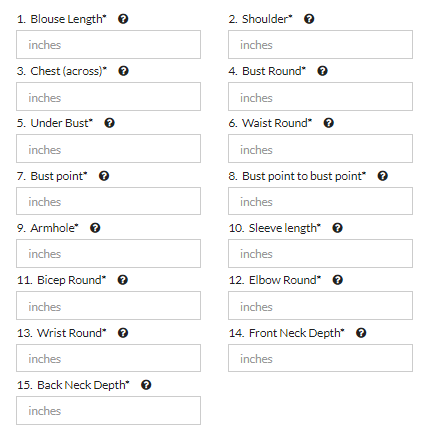 1. Blouse Length*
2. Shoulder*
inches
inches
3. Chest (across)*
4. Bust Round*
inches
inches
5. Under Bust*
6. Waist Round*
inches
inches
7. Bust point*
8. Bust point to bust point*
inches
inches
9. Armhole*
10. Sleeve length*
inches
inches
11. Bicep Round*
12. Elbow Round*
inches
inches
13. Wrist Round*
14. Front Neck Depth*
inches
inches
15. Back Neck Depth*
inches